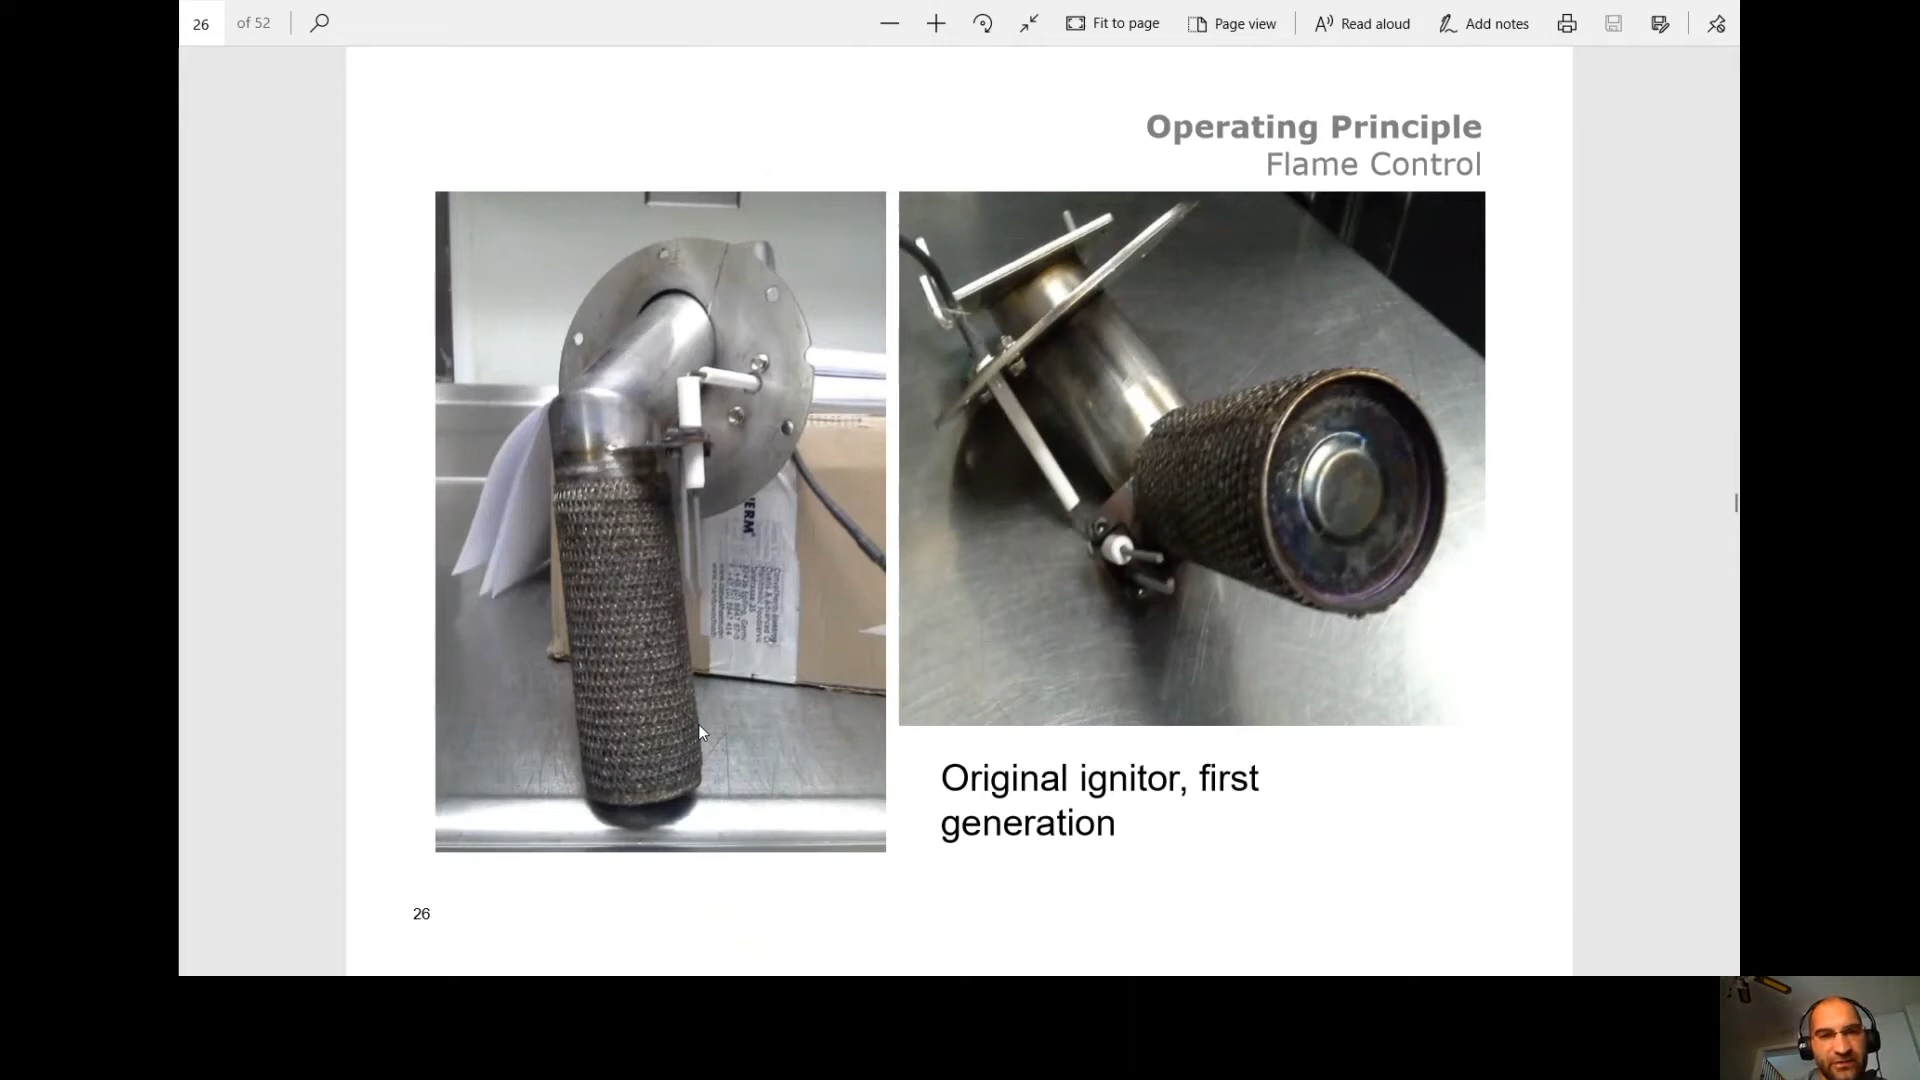 26 of 52 Fit to page Page view Read aloud Add notes
Operating Principle
Flame Control
Original ignitor, first
generation
26